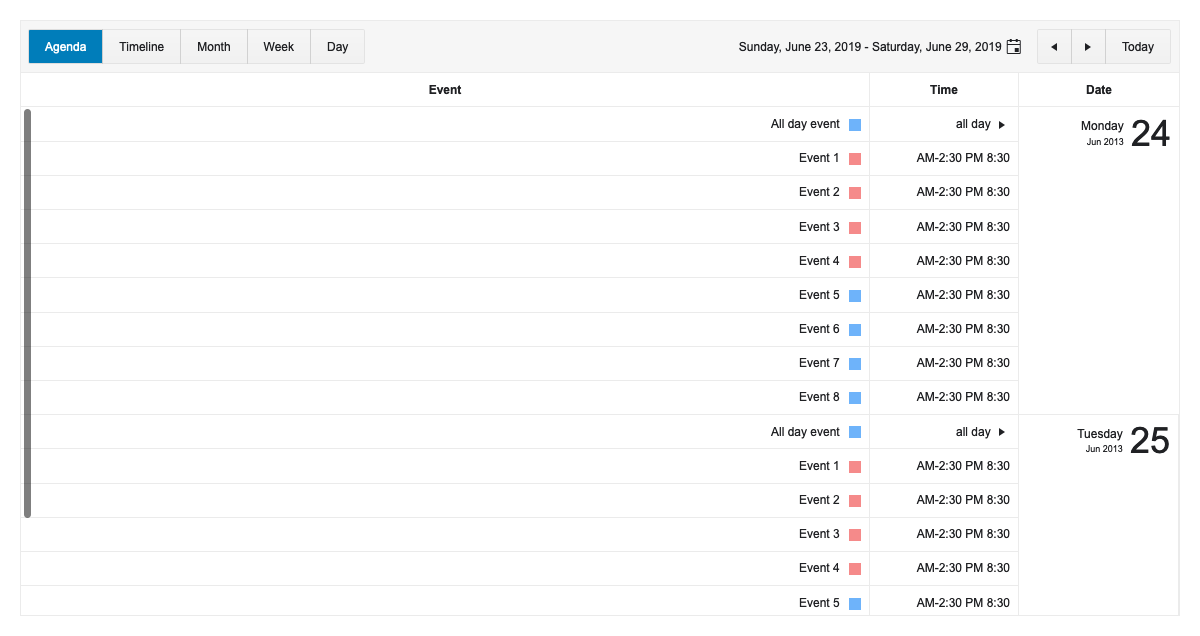 Agenda Timeline Month Week Day Sunday, June 23, 2019 - Saturday, June 29, 2019 Today
Event Time Date
All day event all day Monday 24
Jun 2013
Event 1 AM-2:30 PM 8:30
Event 2 AM-2:30 PM 8:30
Event 3 AM-2:30 PM 8:30
Event 4 AM-2:30 PM 8:30
Event 5 AM-2:30 PM 8:30
Event 6 AM-2:30 PM 8:30
Event 7 AM-2:30 PM 8:30
Event 8 AM-2:30 PM 8:30
All day event all day Tuesday 25
Jun 2013
Event 1 AM-2:30 PM 8:30
Event 2 AM-2:30 PM 8:30
Event 3 AM-2:30 PM 8:30
Event 4 AM-2:30 PM 8:30
Event 5 AM-2:30 PM 8:30